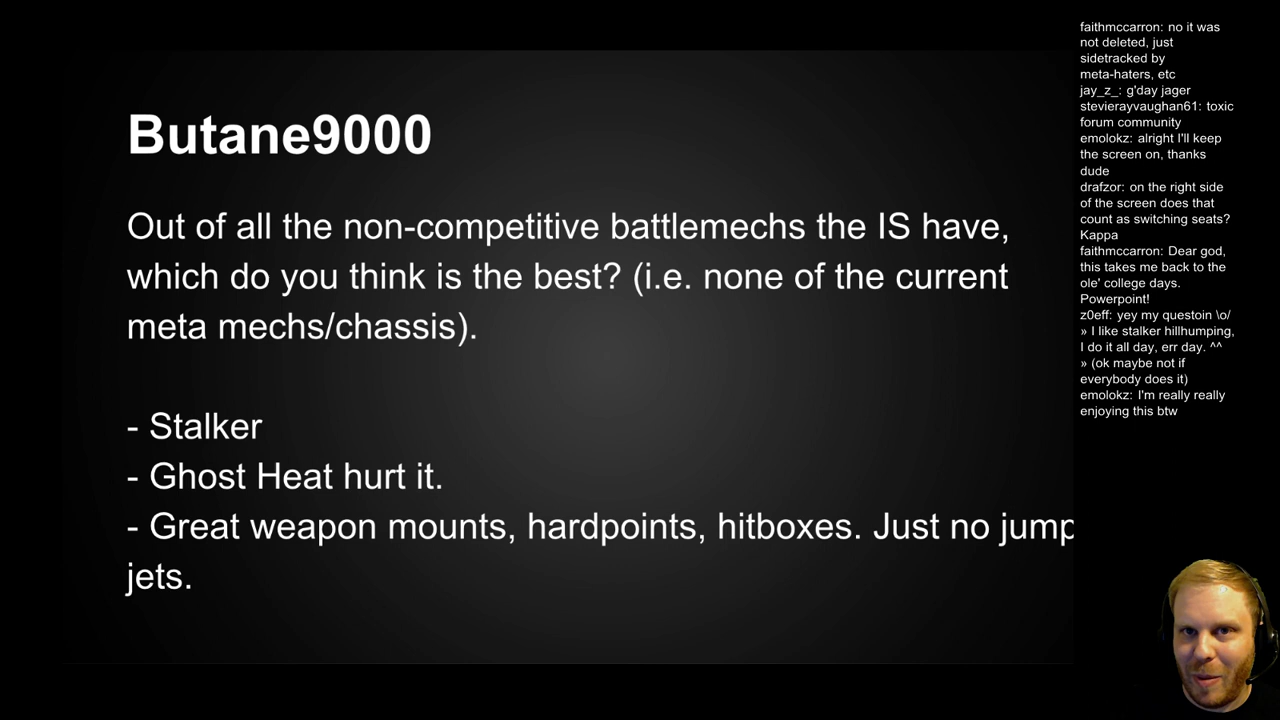 Butane9000
Out of all the non-competitive battlemechs the IS have,
which do you think is the best? (i.e. none of the current
meta mechs/chassis).
- Stalker
- Ghost Heat hurt it.
- Great weapon mounts, hardpoints, hitboxes. Just no jump
jets.
faithmccarron: no it was
not deleted, just
sidetracked by
meta-haters, etc
jay_z_: g'day jager
stevierayvaughan61: toxic
forum community
emolokz: alright I'll keep
the screen on, thanks
dude
drafzor: on the right side
of the screen does that
count as switching seats?
Kappa
faithmccarron: Dear god,
this takes me back to the
ole' college days.
Powerpoint!
z0eff: yey my questoin \o/
» I like stalker hillhumping,
I do it all day, err day. ^^
» (ok maybe not if
everybody does it)
emolokz: I'm really really
enjoying this btw